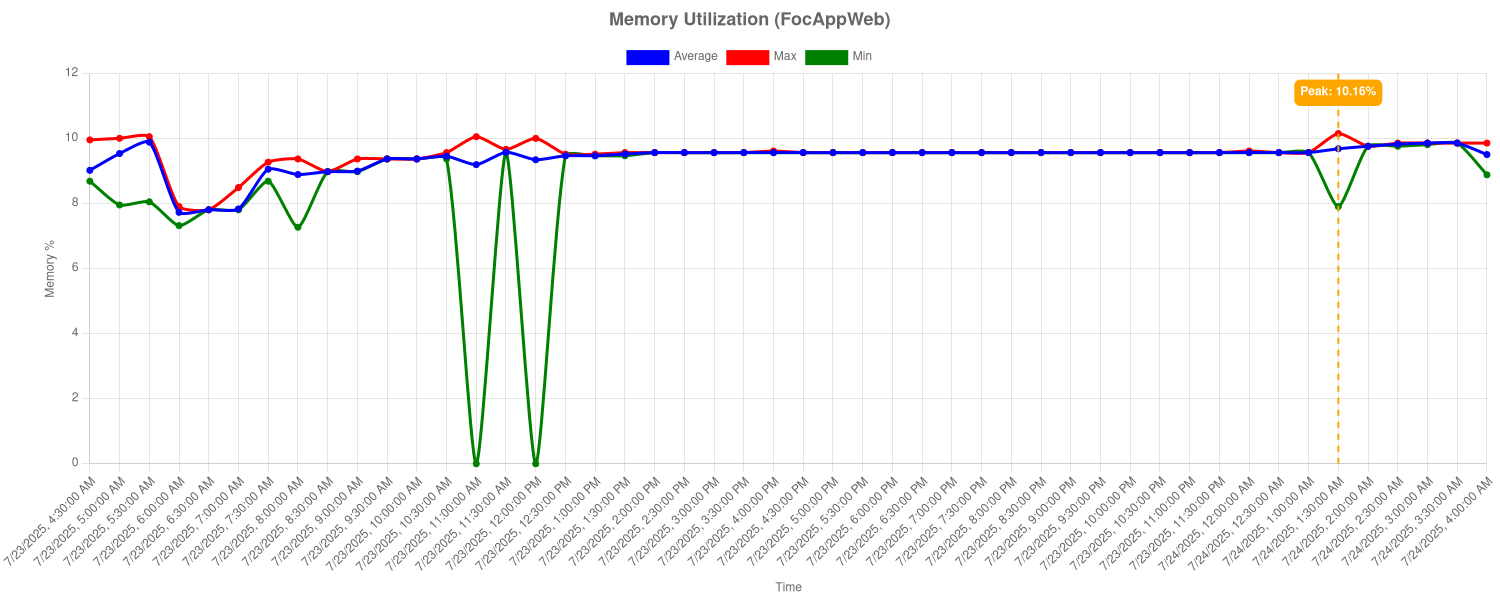 Memory Utilization (FocAppWeb)
Average Max Min
12
Peak: 10.16%
10
8
6
4
2
0
Memory %
7/23/2025, 4:30:00 AM
7/23/2025, 5:00:00 AM
7/23/2025, 5:30:00 AM
7/23/2025, 6:00:00 AM
7/23/2025, 6:30:00 AM
7/23/2025, 7:00:00 AM
7/23/2025, 7:30:00 AM
7/23/2025, 8:00:00 AM
7/23/2025, 8:30:00 AM
7/23/2025, 9:00:00 AM
7/23/2025, 9:30:00 AM
7/23/2025, 10:00:00 AM
7/23/2025, 10:30:00 AM
7/23/2025, 11:00:00 AM
7/23/2025, 11:30:00 AM
7/23/2025, 12:00:00 PM
7/23/2025, 12:30:00 PM
7/23/2025, 1:00:00 PM
7/23/2025, 1:30:00 PM
7/23/2025, 2:00:00 PM
7/23/2025, 2:30:00 PM
7/23/2025, 3:00:00 PM
7/23/2025, 3:30:00 PM
7/23/2025, 4:00:00 PM
7/23/2025, 4:30:00 PM
7/23/2025, 5:00:00 PM
7/23/2025, 5:30:00 PM
7/23/2025, 6:00:00 PM
7/23/2025, 6:30:00 PM
7/23/2025, 7:00:00 PM
7/23/2025, 7:30:00 PM
7/23/2025, 8:00:00 PM
7/23/2025, 8:30:00 PM
7/23/2025, 9:00:00 PM
7/23/2025, 9:30:00 PM
7/23/2025, 10:00:00 PM
7/23/2025, 10:30:00 PM
7/23/2025, 11:00:00 PM
7/23/2025, 11:30:00 PM
7/24/2025, 12:00:00 AM
7/24/2025, 12:30:00 AM
7/24/2025, 1:00:00 AM
7/24/2025, 1:30:00 AM
7/24/2025, 2:00:00 AM
7/24/2025, 2:30:00 AM
7/24/2025, 3:00:00 AM
7/24/2025, 3:30:00 AM
7/24/2025, 4:00:00 AM
Time